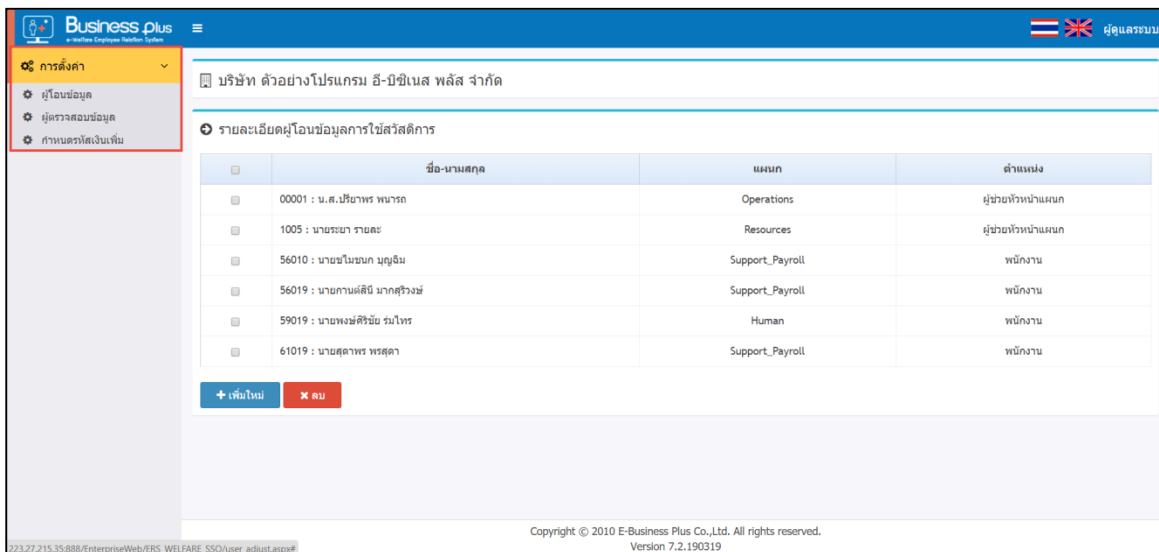 Business Plus
e-Welfare Employee Relation System
ผู้ดูแลระบบ
การตั้งค่า
ผู้โอนข้อมูล
ผู้ตรวจสอบข้อมูล
กำหนดรหัสเงินเพิ่ม
บริษัท ตัวอย่างโปรแกรม อี-บิซิเนส พลัส จำกัด
รายละเอียดผู้โอนข้อมูลการใช้สวัสดิการ
ชื่อ-นามสกุล แผนก ตำแหน่ง
00001 : น.ส.ปรียาพร พนารถ Operations ผู้ช่วยหัวหน้าแผนก
1005 : นายระยา รายละ Resources ผู้ช่วยหัวหน้าแผนก
56010 : นายชไมชนก บุญฉิม Support_Payroll พนักงาน
56019 : นายกานต์สินี มากสุริวงษ์ Support_Payroll พนักงาน
59019 : นายพงษ์ศิริชัย ร่มไทร Human พนักงาน
61019 : นายสุดาพร พรสุดา Support_Payroll พนักงาน
เพิ่มใหม่ ลบ
Copyright © 2010 E-Business Plus Co.,Ltd. All rights reserved.
Version 7.2.190319
223.27.215.35:888/EnterpriseWeb/ERS_WELFARE_SSO/user_adjust.aspx#